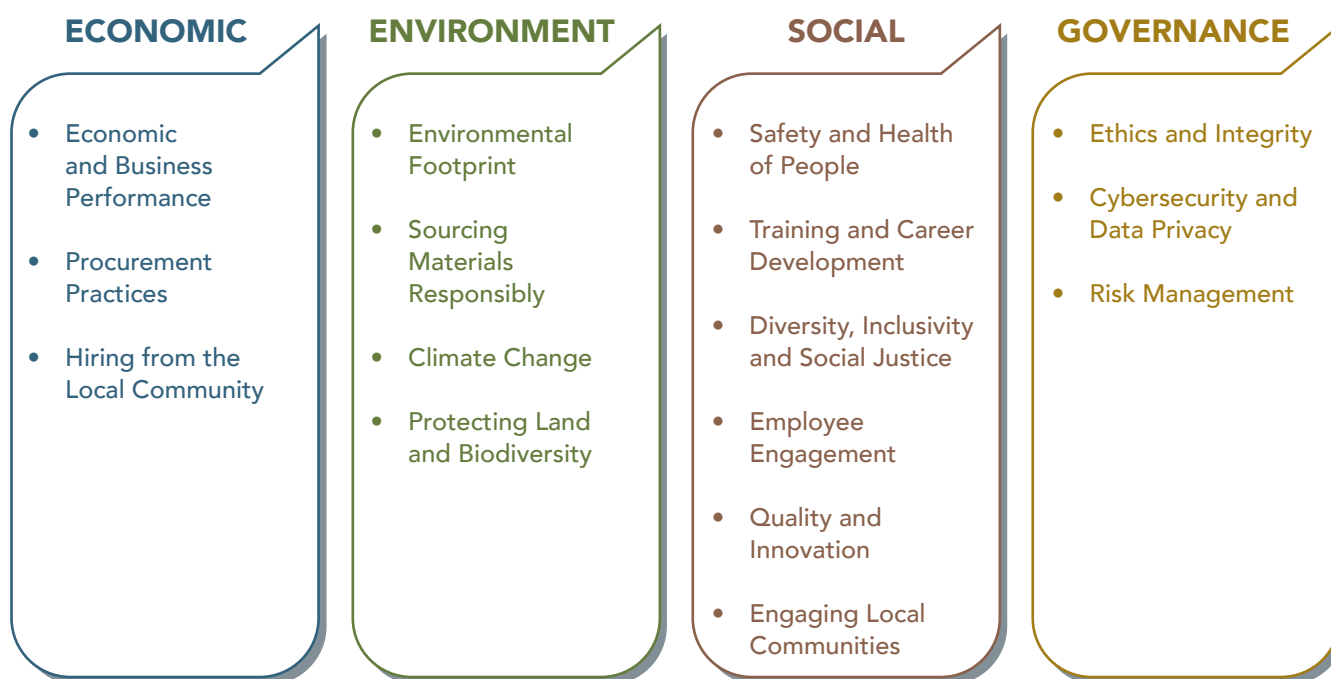 ECONOMIC
• Economic
and Business
Performance
• Procurement
Practices
• Hiring from the
Local Community
ENVIRONMENT
• Environmental
Footprint
• Sourcing
Materials
Responsibly
• Climate Change
• Protecting Land
and Biodiversity
SOCIAL
• Safety and Health
of People
• Training and Career
Development
• Diversity, Inclusivity
and Social Justice
• Employee
Engagement
• Quality and
Innovation
• Engaging Local
Communities
GOVERNANCE
• Ethics and Integrity
• Cybersecurity and
Data Privacy
• Risk Management